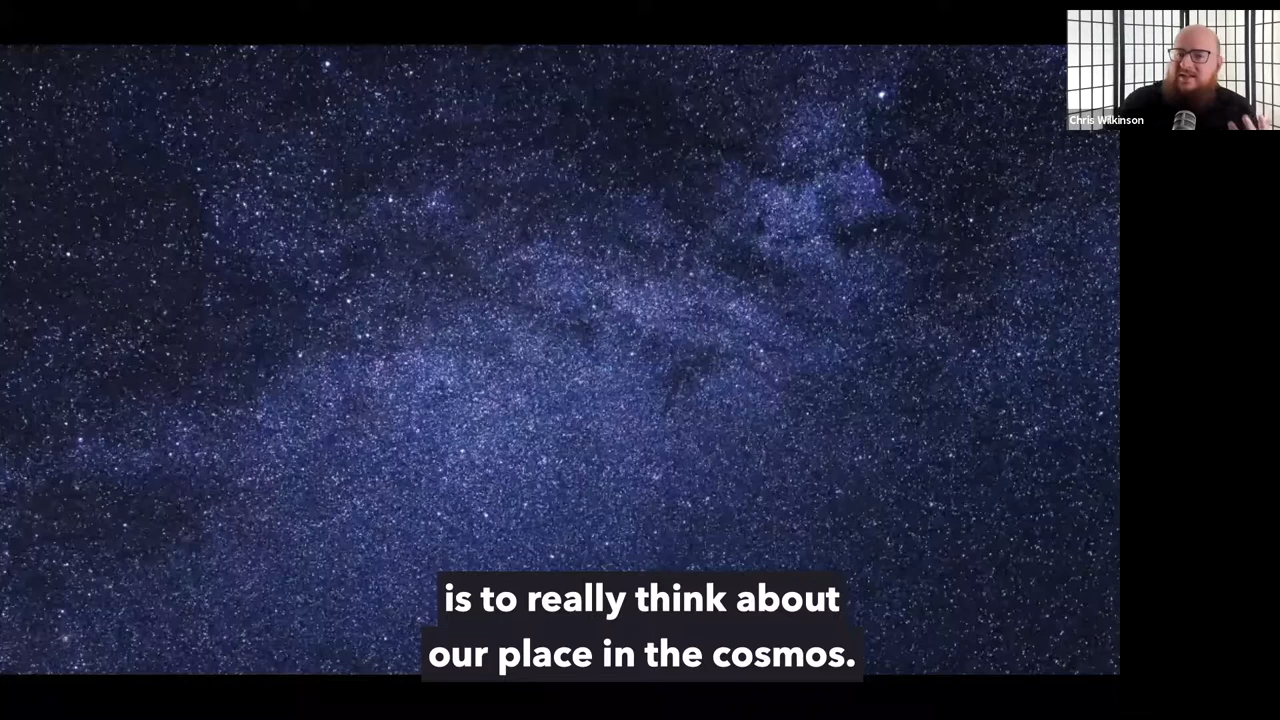 Chris Wilkinson
is to really think about
our place in the cosmos.